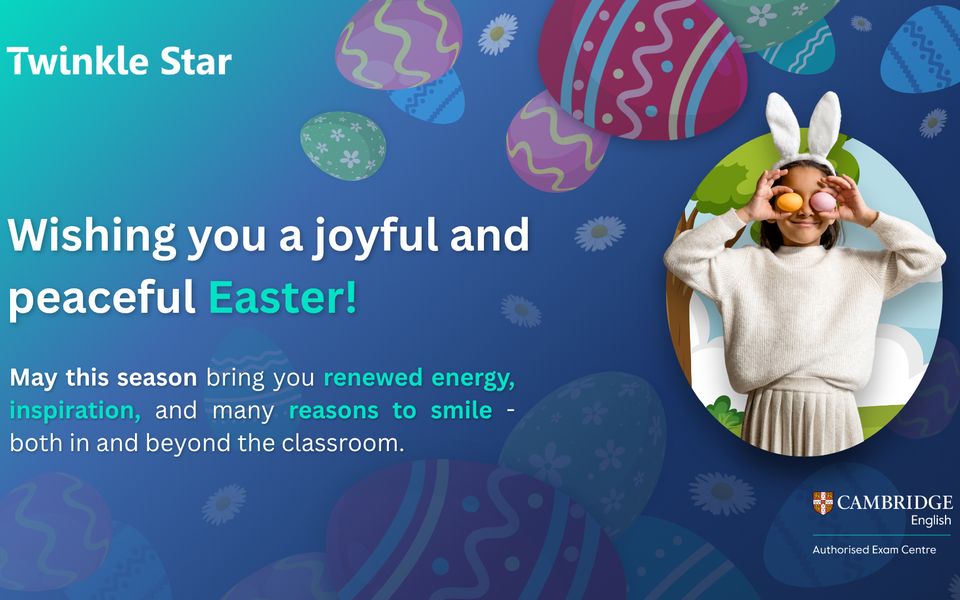 Twinkle Star
Wishing you a joyful and
peaceful Easter!
May this season bring you renewed energy,
inspiration, and many reasons to smile -
both in and beyond the classroom.
CAMBRIDGE
English
Authorised Exam Centre